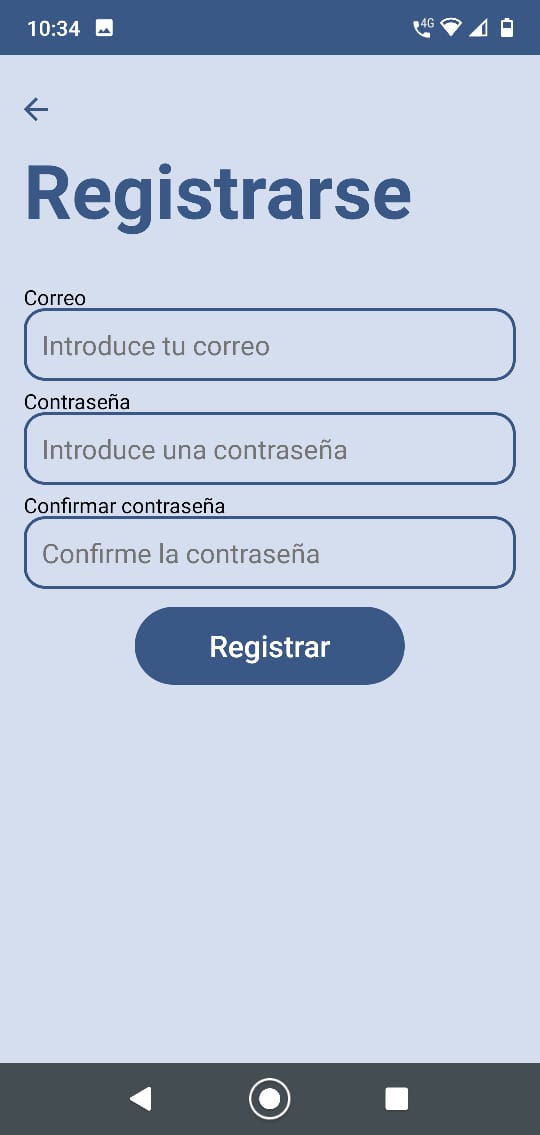 10:34
4G
Registrarse
Correo
Introduce tu correo
Contraseña
Introduce una contraseña
Confirmar contraseña
Confirme la contraseña
Registrar